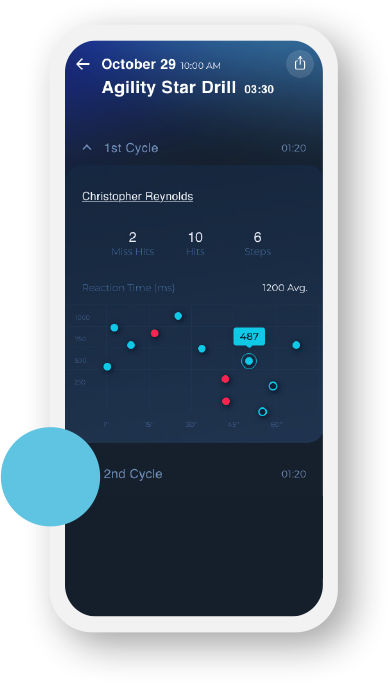 October 29 10:00 AM
Agility Star Drill 03:30
1st Cycle 01:20
Christopher Reynolds
2 10 6
Miss Hits Hits Steps
Reaction Time [ms] 1200 Avg.
1000
750
487
500
250
1" 15" 30" 45" 60"
2nd Cycle 01:20